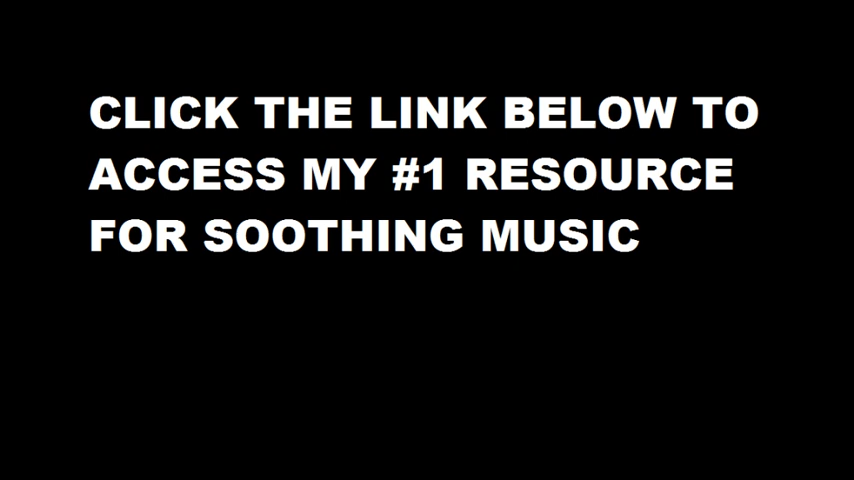 CLICK THE LINK BELOW TO
ACCESS MY #1 RESOURCE
FOR SOOTHING MUSIC